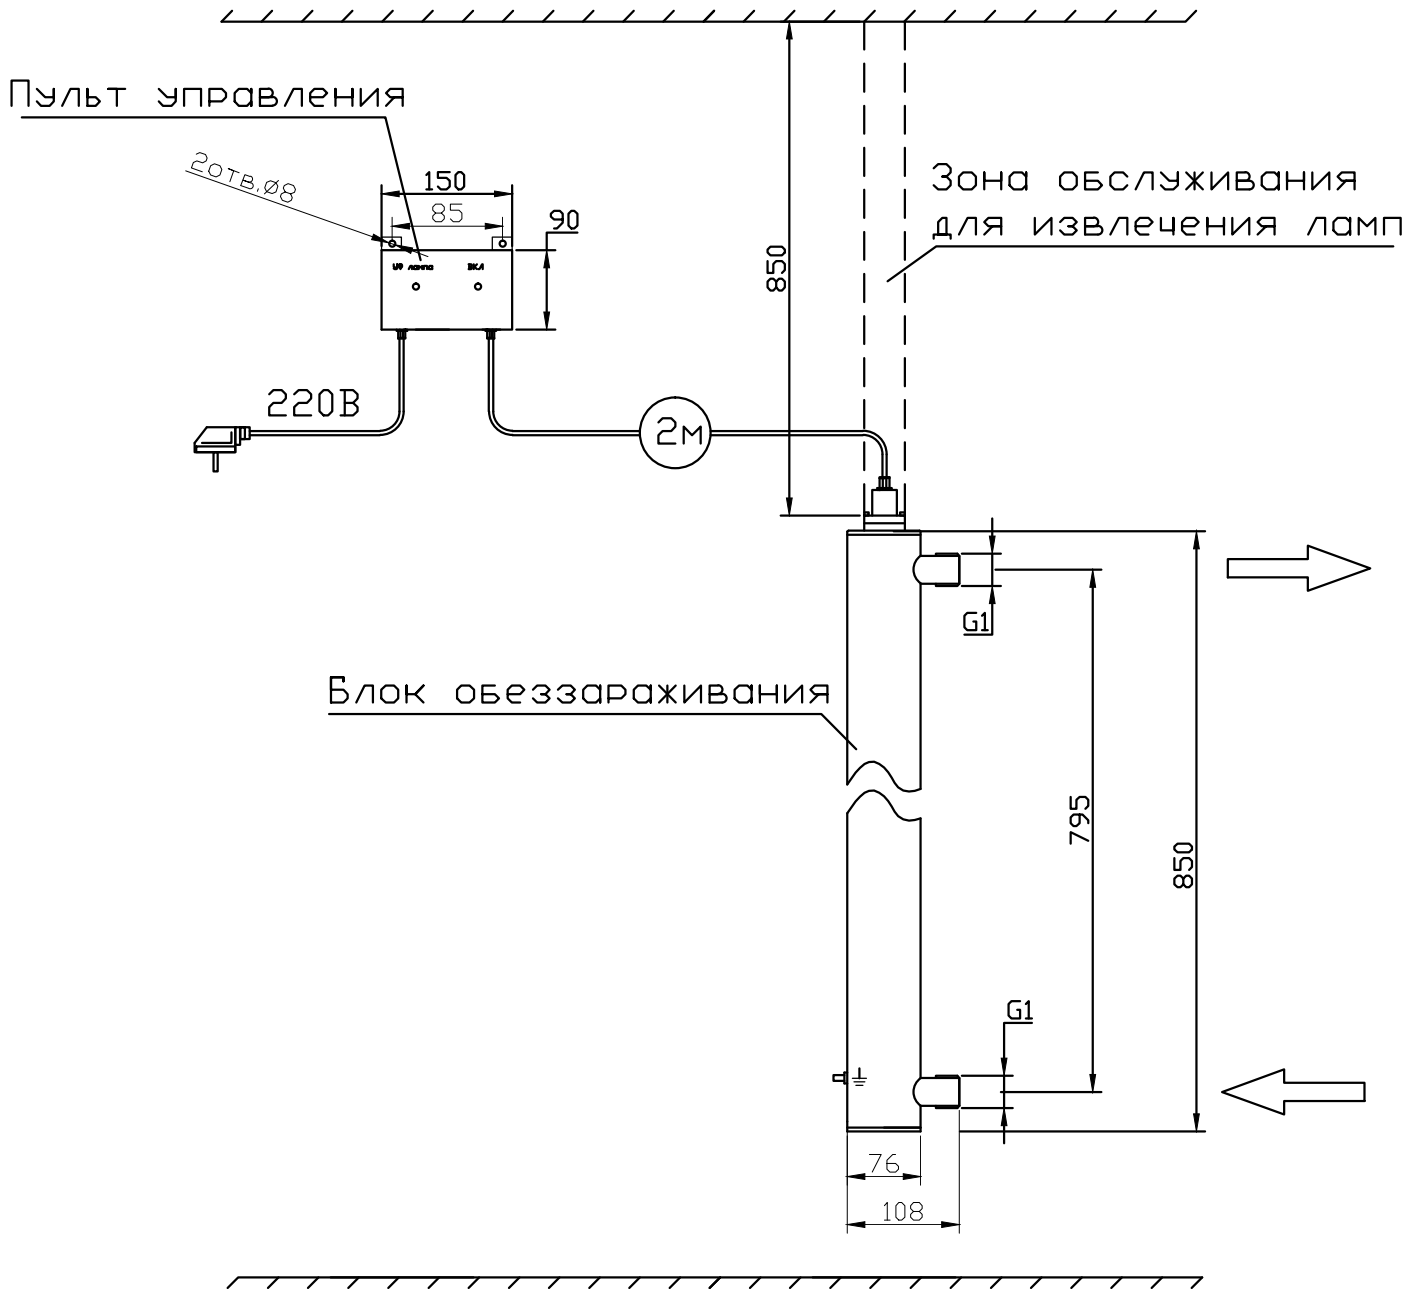 Пульт управления
2отв.⌀8
150
85
90
УФ лампа
ВКЛ
850
Зона обслуживания
для извлечения ламп
220В
2м
G1
Блок обеззараживания
795
850
G1
76
108